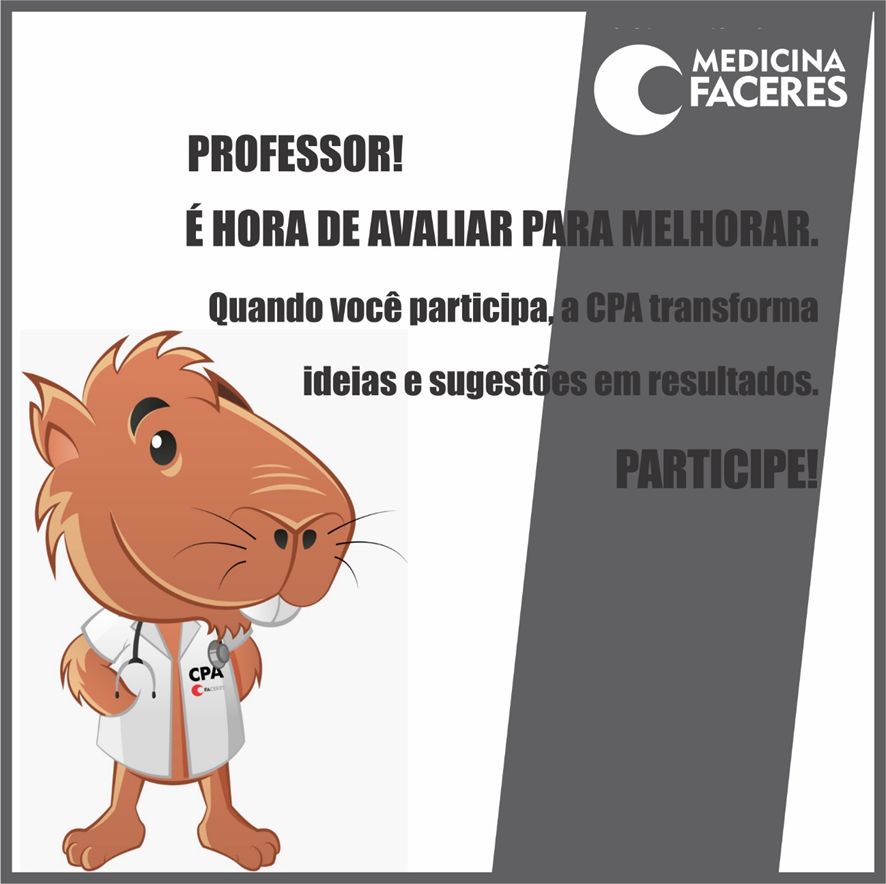 MEDICINA
FACERES
PROFESSOR!
É HORA DE AVALIAR PARA MELHORAR.
Quando você participa, a CPA transforma
ideias e sugestões em resultados.
PARTICIPE!
CPA
FACERES